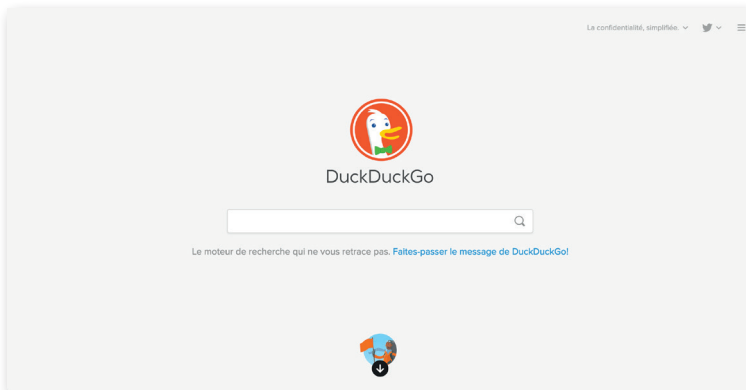 La confidentialité, simplifiée.
DuckDuckGo
Le moteur de recherche qui ne vous retrace pas. Faites-passer le message de DuckDuckGo!